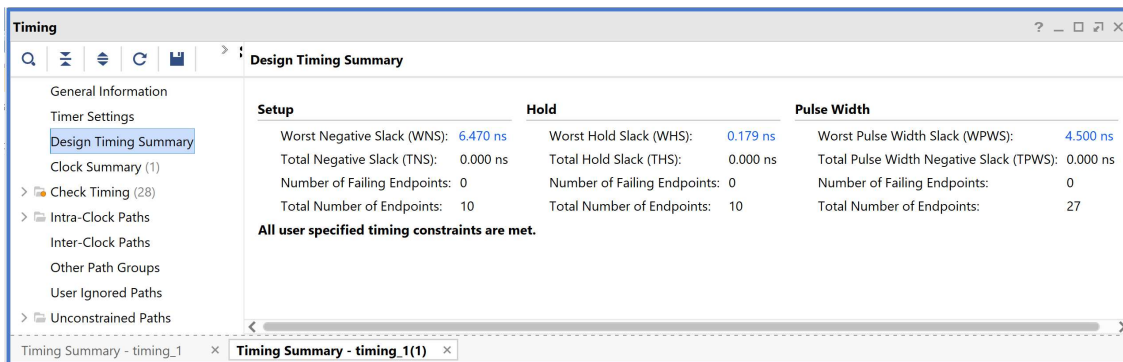 Timing
Design Timing Summary
General Information
Timer Settings
Design Timing Summary
Clock Summary (1)
Check Timing (28)
Intra-Clock Paths
Inter-Clock Paths
Other Path Groups
User Ignored Paths
Unconstrained Paths
Setup
Worst Negative Slack (WNS): 6.470 ns
Total Negative Slack (TNS): 0.000 ns
Number of Failing Endpoints: 0
Total Number of Endpoints: 10
Hold
Worst Hold Slack (WHS): 0.179 ns
Total Hold Slack (THS): 0.000 ns
Number of Failing Endpoints: 0
Total Number of Endpoints: 10
Pulse Width
Worst Pulse Width Slack (WPWS): 4.500 ns
Total Pulse Width Negative Slack (TPWS): 0.000 ns
Number of Failing Endpoints: 0
Total Number of Endpoints: 27
All user specified timing constraints are met.
Timing Summary - timing_1
Timing Summary - timing_1(1)